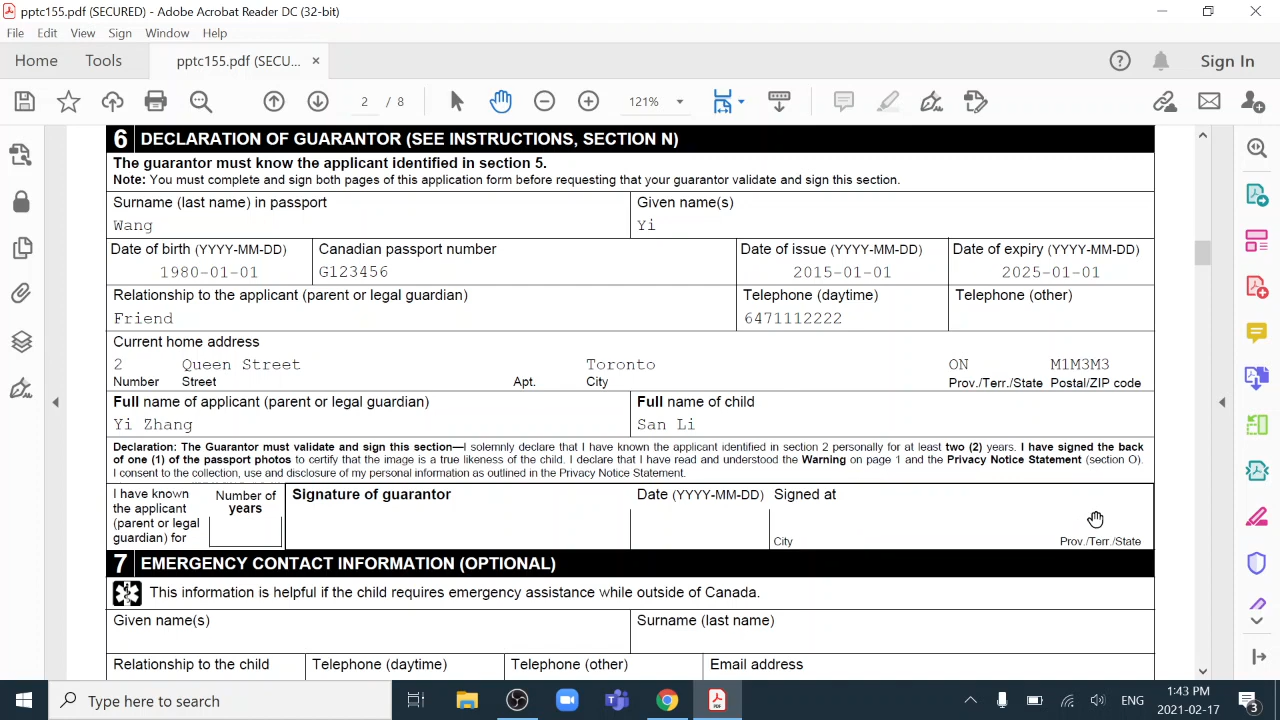 pptc155.pdf (SECURED) - Adobe Acrobat Reader DC (32-bit)
File Edit View Sign Window Help
Home Tools pptc155.pdf (SECU... × Sign In
2 / 8 121%
6 DECLARATION OF GUARANTOR (SEE INSTRUCTIONS, SECTION N)
The guarantor must know the applicant identified in section 5.
Note: You must complete and sign both pages of this application form before requesting that your guarantor validate and sign this section.
Surname (last name) in passport Given name(s)
Wang Yi
Date of birth (YYYY-MM-DD) Canadian passport number Date of issue (YYYY-MM-DD) Date of expiry (YYYY-MM-DD)
1980-01-01 G123456 2015-01-01 2025-01-01
Relationship to the applicant (parent or legal guardian) Telephone (daytime) Telephone (other)
Friend 6471112222
Current home address
2 Queen Street Toronto ON M1M3M3
Number Street Apt. City Prov./Terr./State Postal/ZIP code
Full name of applicant (parent or legal guardian) Full name of child
Yi Zhang San Li
Declaration: The Guarantor must validate and sign this section—I solemnly declare that I have known the applicant identified in section 2 personally for at least two (2) years. I have signed the back
of one (1) of the passport photos to certify that the image is a true likeness of the child. I declare that I have read and understood the Warning on page 1 and the Privacy Notice Statement (section O).
I consent to the collection, use and disclosure of my personal information as outlined in the Privacy Notice Statement.
I have known Number of Signature of guarantor Date (YYYY-MM-DD) Signed at
the applicant years
(parent or legal
guardian) for City Prov./Terr./State
7 EMERGENCY CONTACT INFORMATION (OPTIONAL)
This information is helpful if the child requires emergency assistance while outside of Canada.
Given name(s) Surname (last name)
Relationship to the child Telephone (daytime) Telephone (other) Email address
Type here to search ENG 1:43 PM
2021-02-17 3